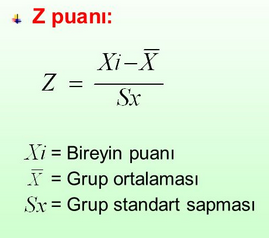 Z puanı:
Z = (Xi − X̅) / Sx
Xi = Bireyin puanı
X̅ = Grup ortalaması
Sx = Grup standart sapması